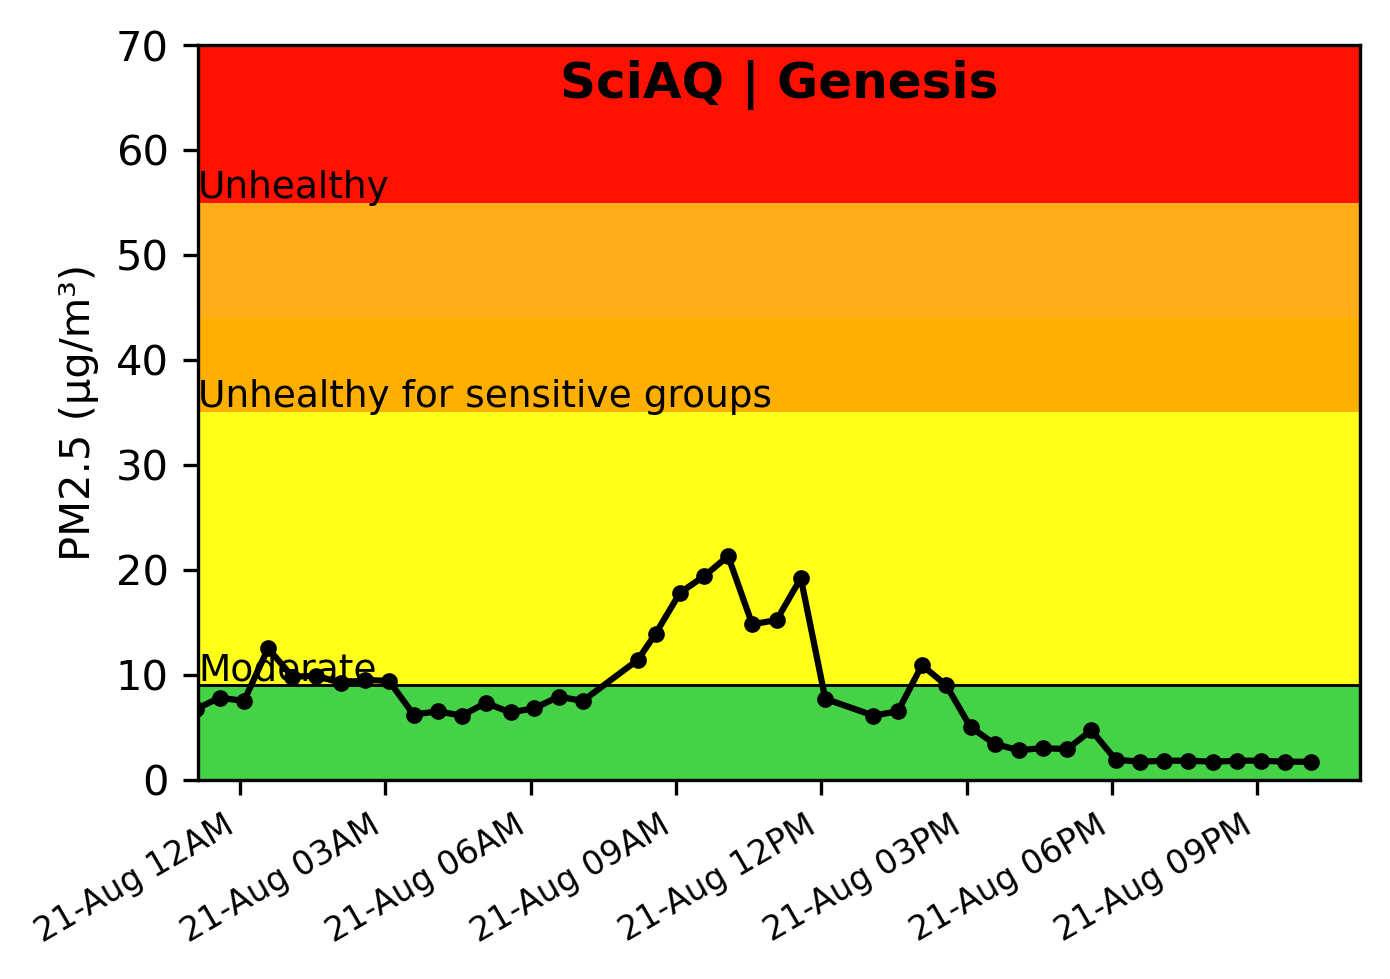 SciAQ | Genesis
PM2.5 (µg/m³)
70
60
50
40
30
20
10
0
Unhealthy
Unhealthy for sensitive groups
Moderate
21-Aug 12AM
21-Aug 03AM
21-Aug 06AM
21-Aug 09AM
21-Aug 12PM
21-Aug 03PM
21-Aug 06PM
21-Aug 09PM